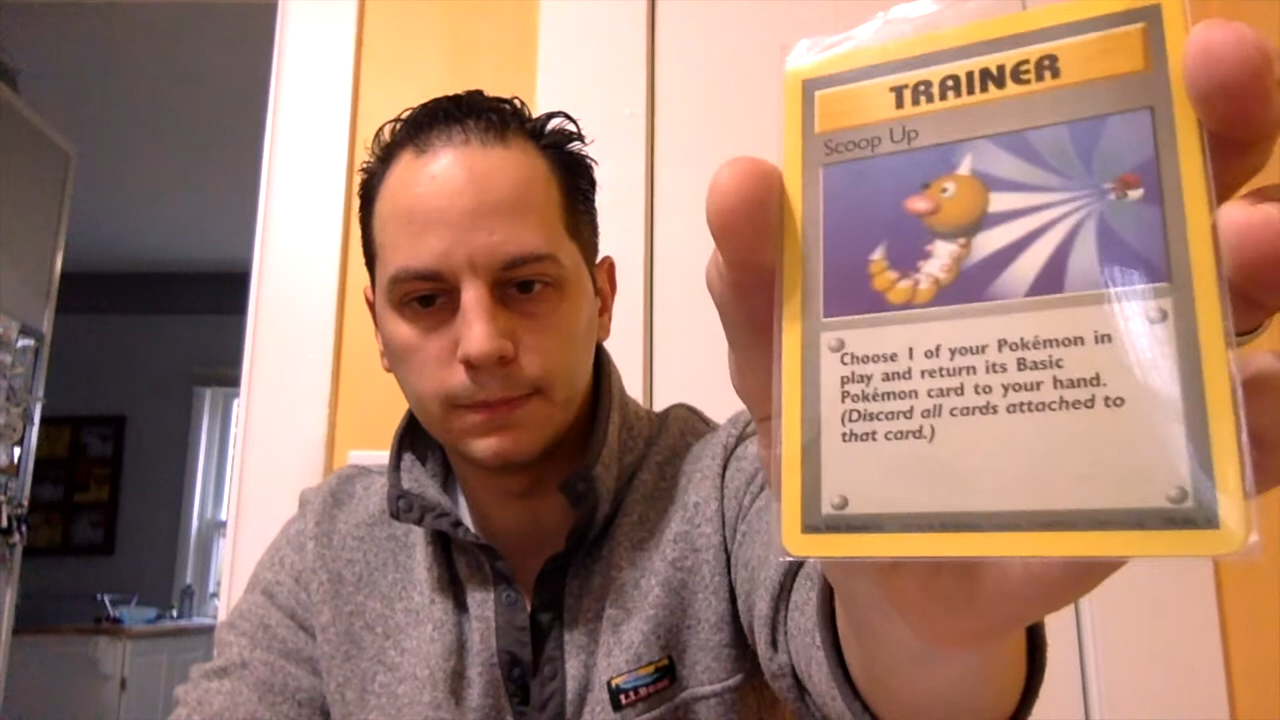 TRAINER
Scoop Up
Choose 1 of your Pokémon in
play and return its Basic
Pokémon card to your hand.
(Discard all cards attached to
that card.)
L.L.Bean